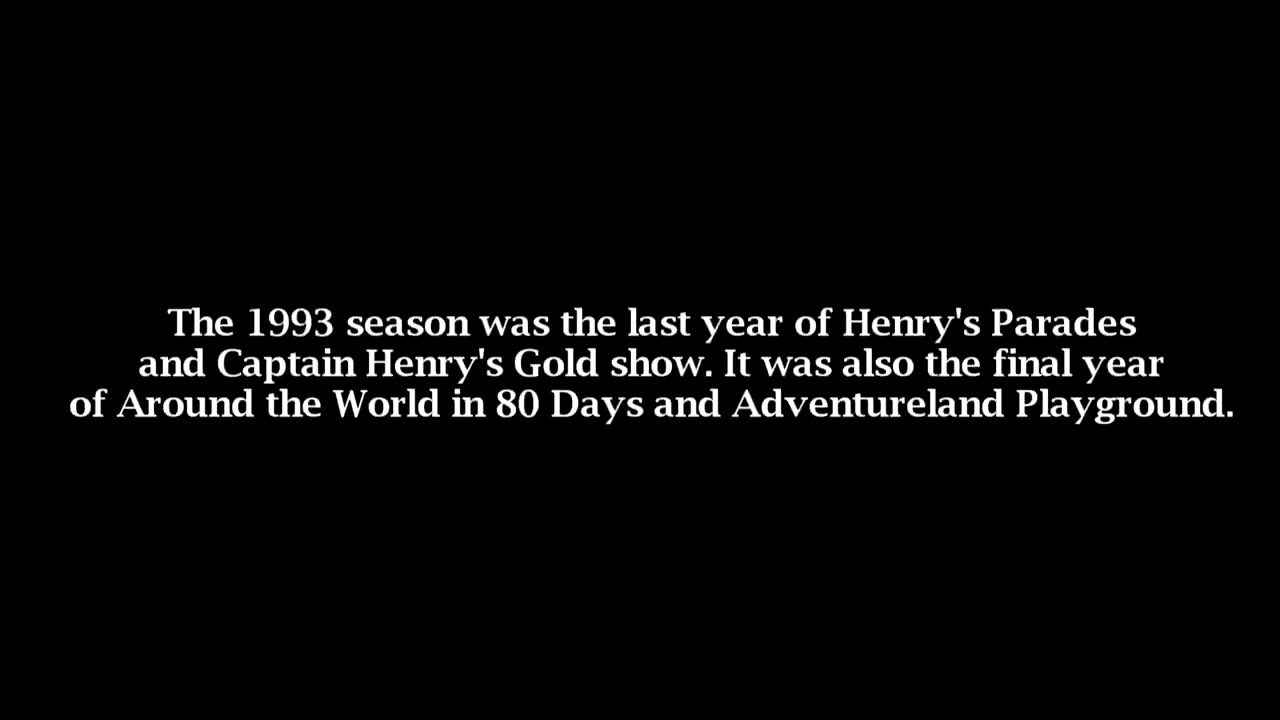 The 1993 season was the last year of Henry's Parades
and Captain Henry's Gold show. It was also the final year
of Around the World in 80 Days and Adventureland Playground.